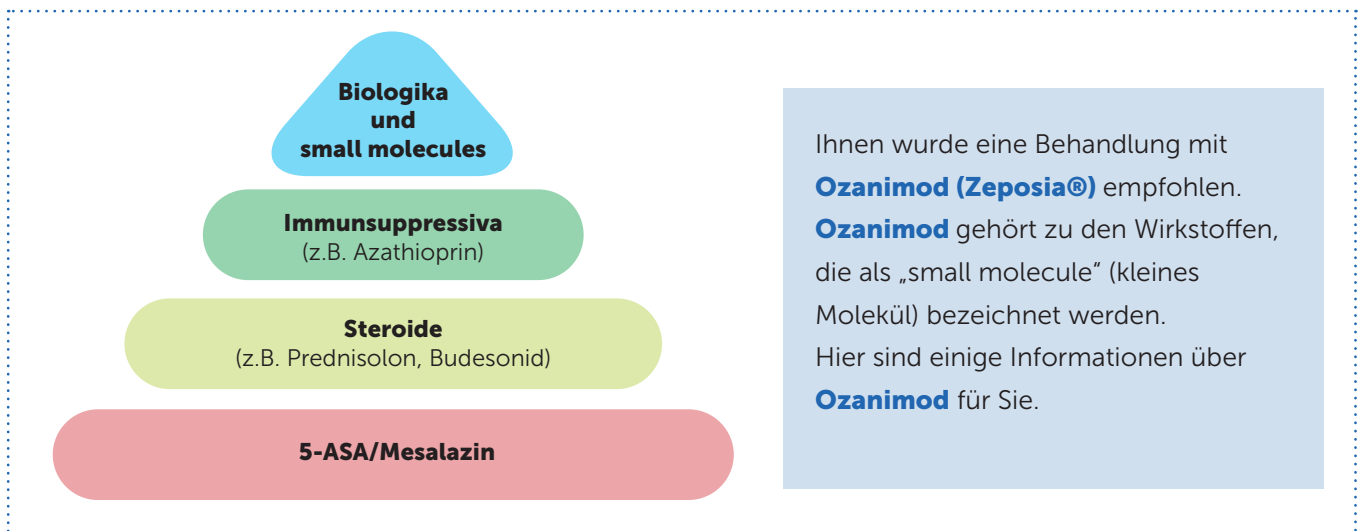 Biologika
und
small molecules
Immunsuppressiva
(z.B. Azathioprin)
Steroide
(z.B. Prednisolon, Budesonid)
5-ASA/Mesalazin
Ihnen wurde eine Behandlung mit
Ozanimod (Zeposia®) empfohlen.
Ozanimod gehört zu den Wirkstoffen,
die als „small molecule“ (kleines
Molekül) bezeichnet werden.
Hier sind einige Informationen über
Ozanimod für Sie.